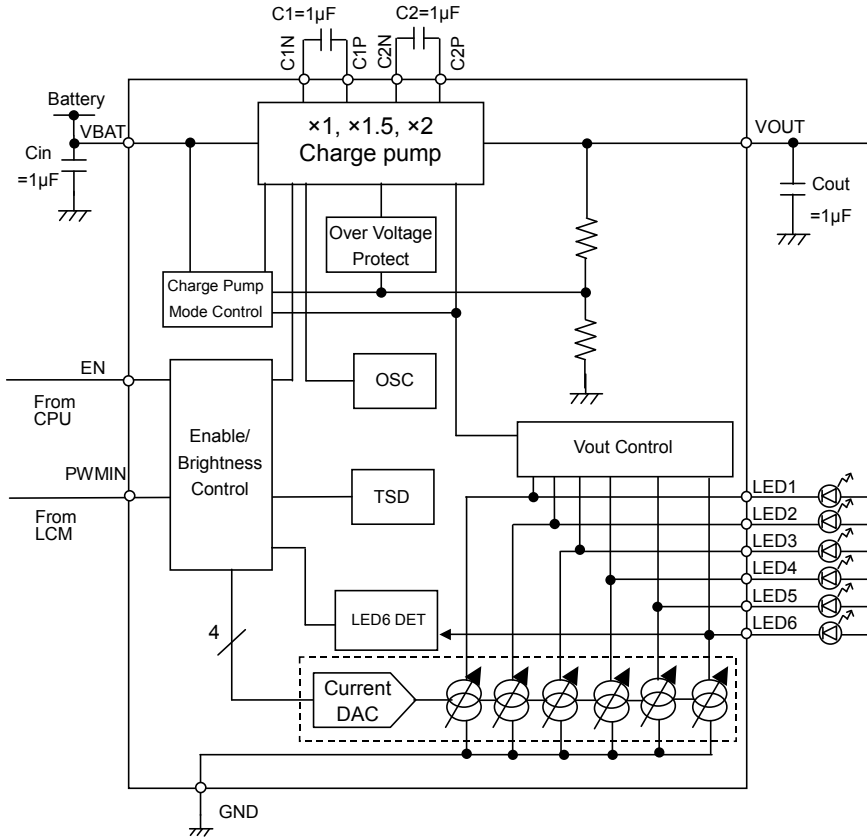 C1=1µF
C2=1µF
C1N
C1P
C2N
C2P
Battery
VBAT
Cin
=1µF
×1, ×1.5, ×2
Charge pump
VOUT
Cout
=1µF
Over Voltage
Protect
Charge Pump
Mode Control
EN
From
CPU
OSC
Enable/
Brightness
Control
Vout Control
PWMIN
From
LCM
TSD
LED1
LED2
LED3
LED4
LED5
LED6
LED6 DET
4
Current
DAC
GND